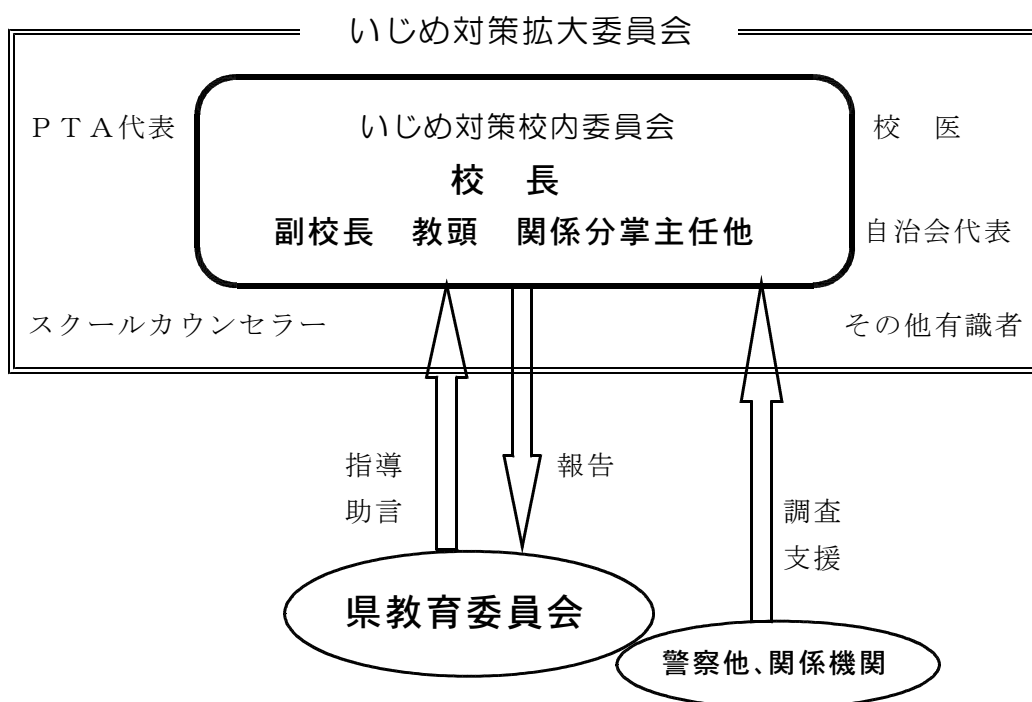 いじめ対策拡大委員会
ＰＴＡ代表
いじめ対策校内委員会
校　医
校　長
副校長　教頭　関係分掌主任他
自治会代表
スクールカウンセラー
その他有識者
指導
助言
報告
調査
支援
県教育委員会
警察他、関係機関